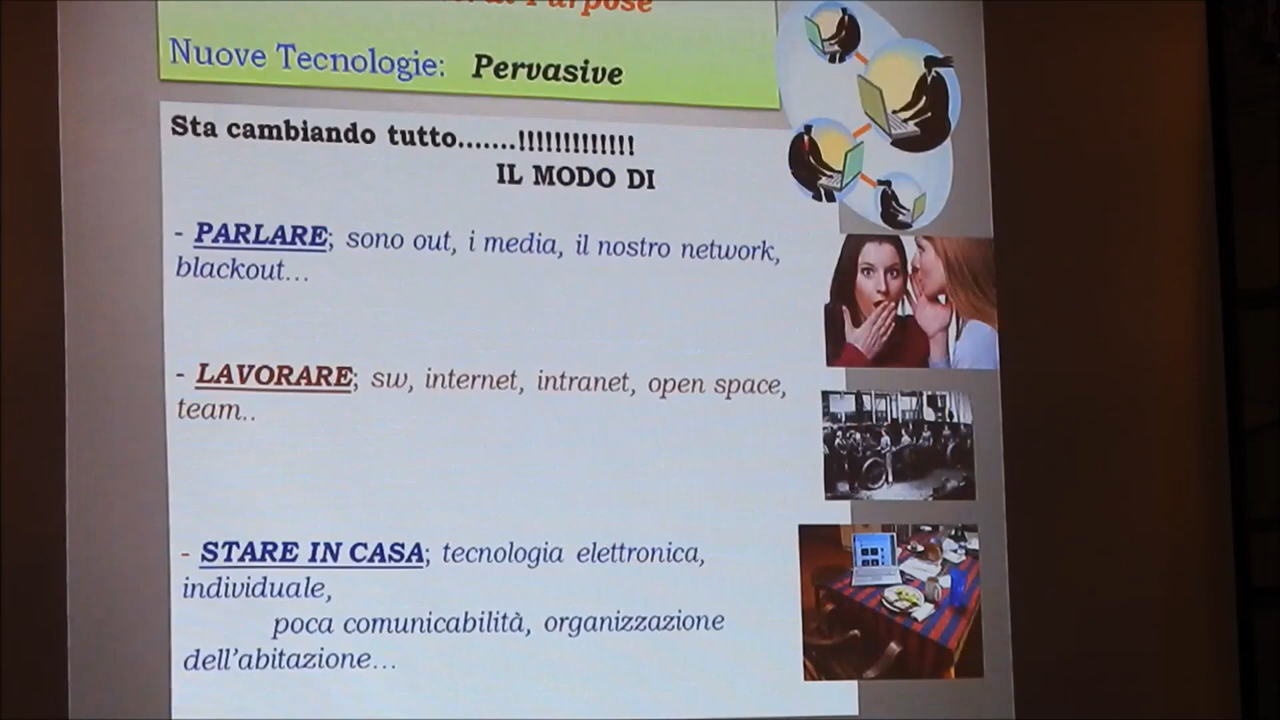 Purpose
Nuove Tecnologie: Pervasive
Sta cambiando tutto.......!!!!!!!!!!!!!
IL MODO DI
- PARLARE; sono out, i media, il nostro network,
blackout...
- LAVORARE; sw, internet, intranet, open space,
team..
- STARE IN CASA; tecnologia elettronica,
individuale,
poca comunicabilità, organizzazione
dell'abitazione...